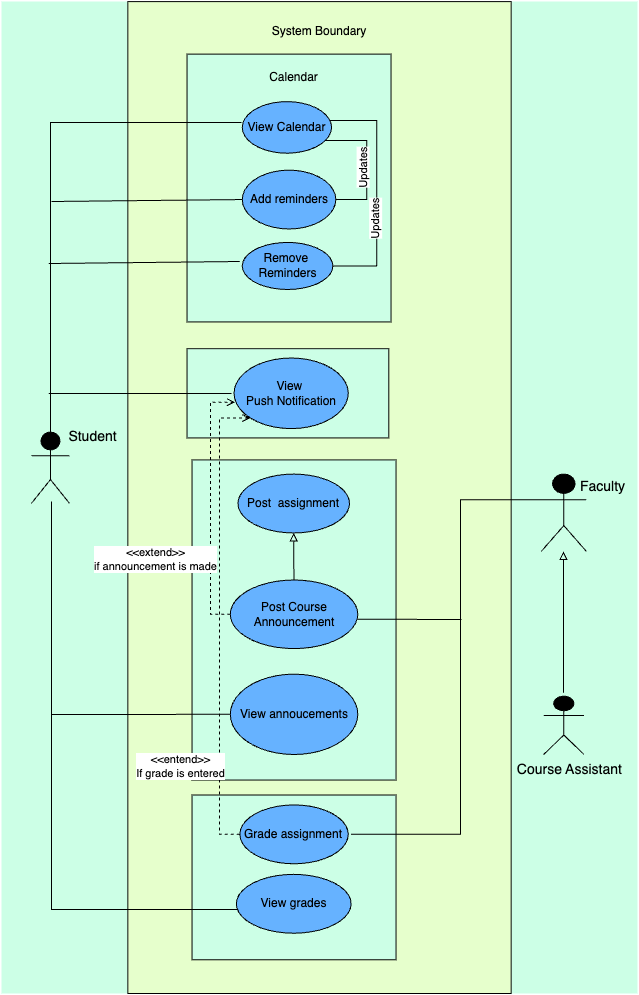 System Boundary
Calendar
View Calendar
Updates
Add reminders
Updates
Remove
Reminders
View
Push Notification
Student
Post  assignment
Faculty
<<extend>>
if announcement is made
Post Course
Announcement
View annoucements
<<entend>>
If grade is entered
Course Assistant
Grade assignment
View grades